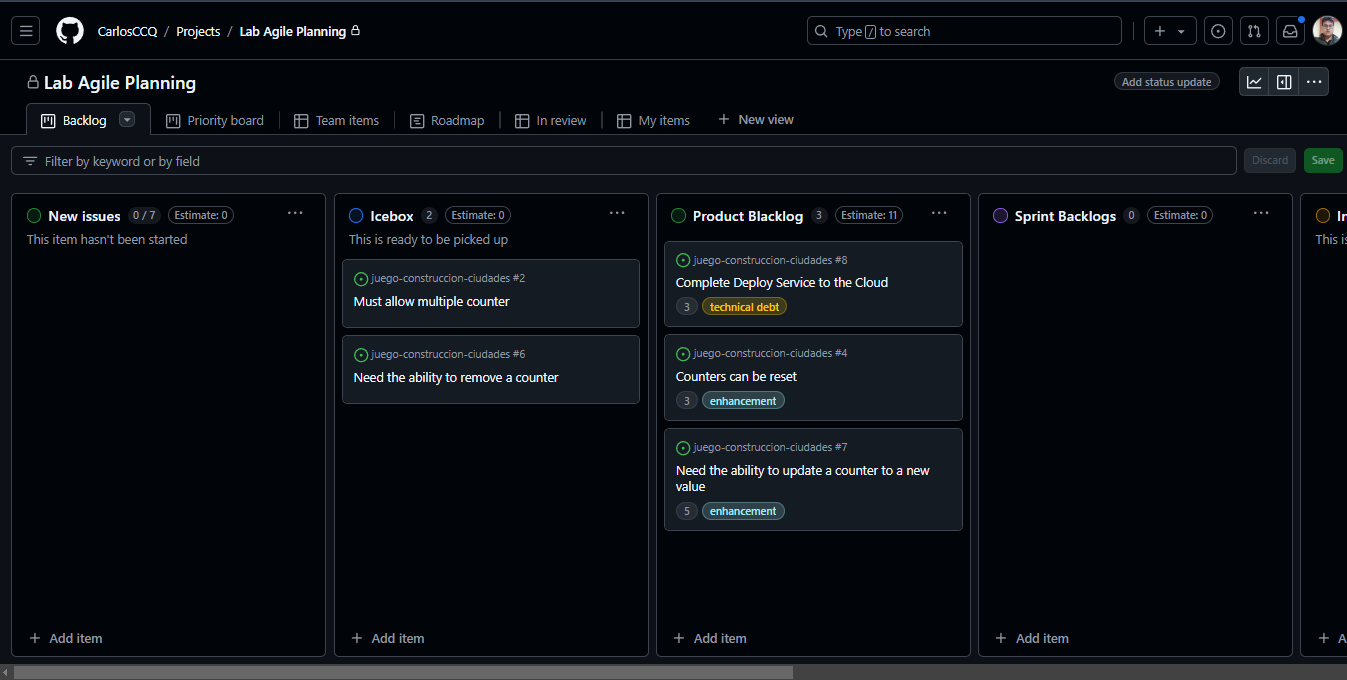 CarlosCCQ / Projects / Lab Agile Planning
Type / to search
Lab Agile Planning
Add status update
Backlog
Priority board
Team items
Roadmap
In review
My items
New view
Filter by keyword or by field
Discard
Save
New issues 0 / 7 Estimate: 0
This item hasn't been started
Add item
Icebox 2 Estimate: 0
This is ready to be picked up
juego-construccion-ciudades #2
Must allow multiple counter
juego-construccion-ciudades #6
Need the ability to remove a counter
Add item
Product Blacklog 3 Estimate: 11
juego-construccion-ciudades #8
Complete Deploy Service to the Cloud
3 technical debt
juego-construccion-ciudades #4
Counters can be reset
3 enhancement
juego-construccion-ciudades #7
Need the ability to update a counter to a new
value
5 enhancement
Add item
Sprint Backlogs 0 Estimate: 0
Add item
This